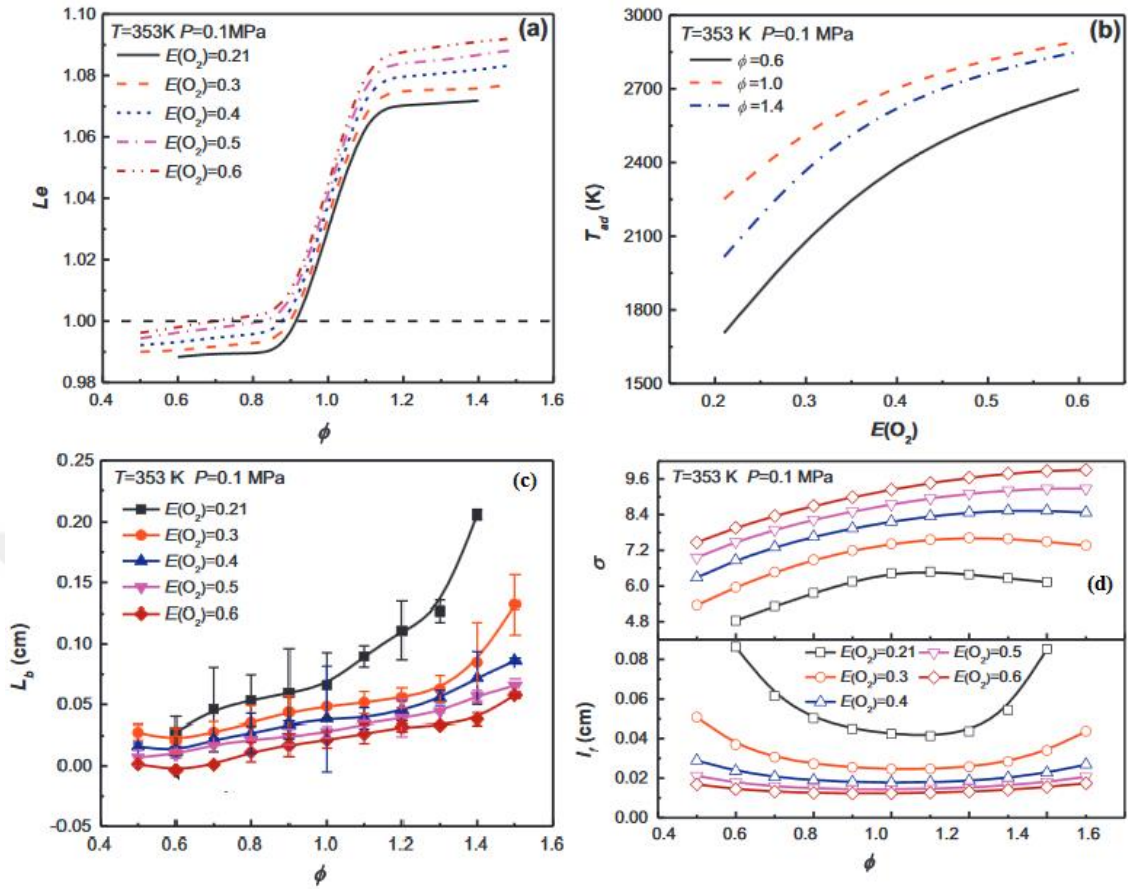 (a)
T=353K P=0.1MPa
E(O₂)=0.21
E(O₂)=0.3
E(O₂)=0.4
E(O₂)=0.5
E(O₂)=0.6
1.10
1.08
1.06
1.04
1.02
1.00
0.98
Le
0.4 0.6 0.8 1.0 1.2 1.4 1.6
ϕ
(b)
T=353 K P=0.1 MPa
ϕ=0.6
ϕ=1.0
ϕ=1.4
3000
2700
2400
2100
1800
1500
T_ad (K)
0.2 0.3 0.4 0.5 0.6
E(O₂)
(c)
T=353 K P=0.1 MPa
E(O₂)=0.21
E(O₂)=0.3
E(O₂)=0.4
E(O₂)=0.5
E(O₂)=0.6
0.25
0.20
0.15
0.10
0.05
0.00
-0.05
L_b (cm)
0.4 0.6 0.8 1.0 1.2 1.4 1.6
ϕ
T=353 K P=0.1 MPa
9.6
8.4
7.2
6.0
4.8
σ
(d)
E(O₂)=0.21 E(O₂)=0.5
E(O₂)=0.3 E(O₂)=0.6
E(O₂)=0.4
0.08
0.06
0.04
0.02
0.00
l_f (cm)
0.4 0.6 0.8 1.0 1.2 1.4 1.6
ϕ